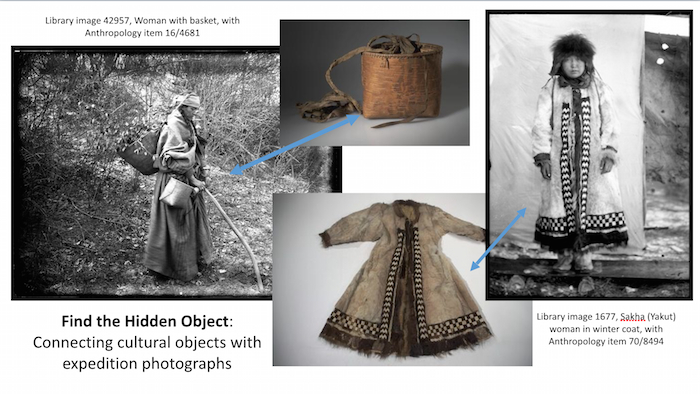 Library image 42957, Woman with basket, with
Anthropology item 16/4681
Find the Hidden Object:
Connecting cultural objects with
expedition photographs
Library image 1677, Sakha (Yakut)
woman in winter coat, with
Anthropology item 70/8494